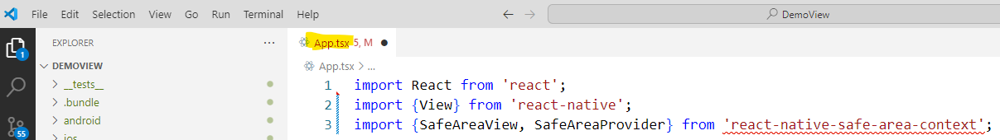 File Edit Selection View Go Run Terminal Help DemoView
EXPLORER ···
App.tsx 5, M
DEMOVIEW
App.tsx > ...
__tests__
.bundle
android
ios
1 import React from 'react';
2 import {View} from 'react-native';
3 import {SafeAreaView, SafeAreaProvider} from 'react-native-safe-area-context';
1
55